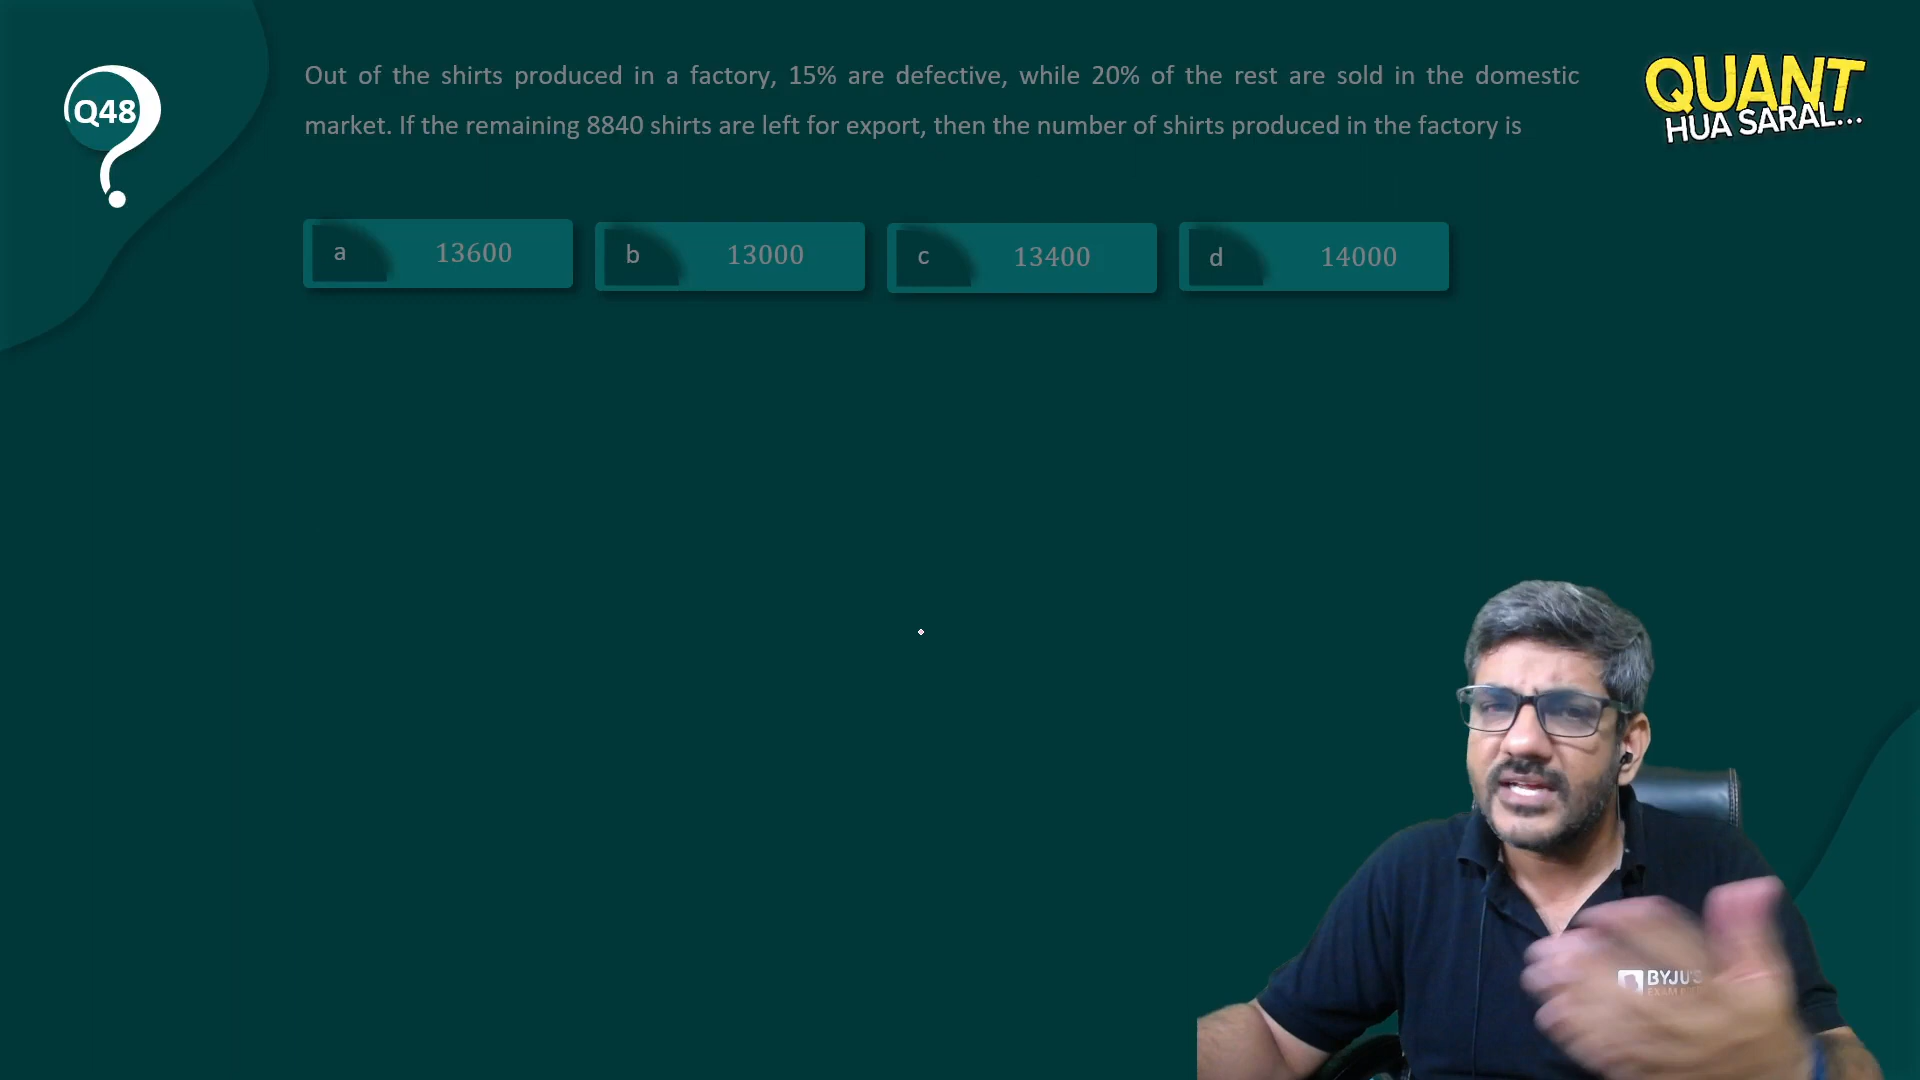 Q48
Out of the shirts produced in a factory, 15% are defective, while 20% of the rest are sold in the domestic
market. If the remaining 8840 shirts are left for export, then the number of shirts produced in the factory is
QUANT
HUA SARAL...
a 13600
b 13000
c 13400
d 14000
BYJU'S